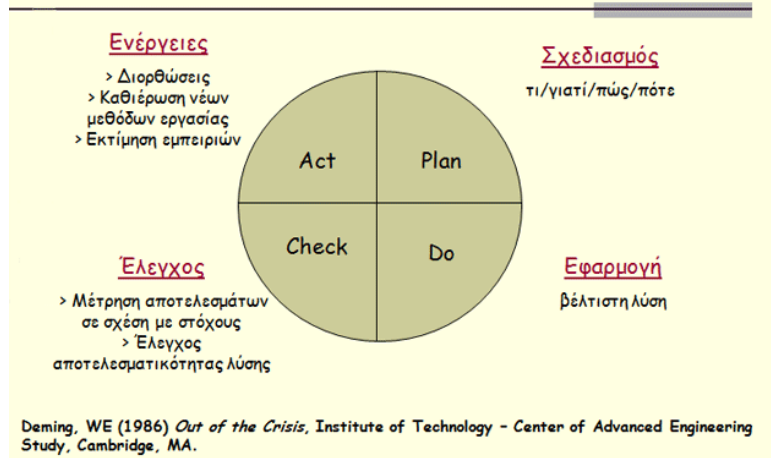 Ενέργειες
> Διορθώσεις
> Καθιέρωση νέων
μεθόδων εργασίας
> Εκτίμηση εμπειριών
Σχεδιασμός
τι/γιατί/πώς/πότε
Act
Plan
Check
Do
Έλεγχος
> Μέτρηση αποτελεσμάτων
σε σχέση με στόχους
> Έλεγχος
αποτελεσματικότητας λύσης
Εφαρμογή
βέλτιστη λύση
Deming, WE (1986) Out of the Crisis, Institute of Technology – Center of Advanced Engineering
Study, Cambridge, MA.